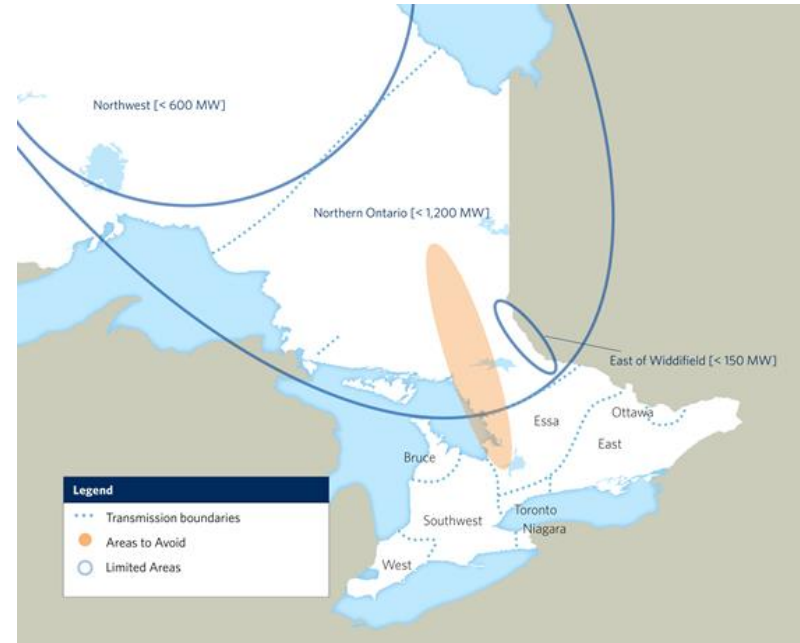 Northwest [< 600 MW]
Northern Ontario [< 1,200 MW]
East of Widdifield [< 150 MW]
Ottawa
Essa
East
Bruce
Toronto
Southwest
Niagara
West
Legend
Transmission boundaries
Areas to Avoid
Limited Areas